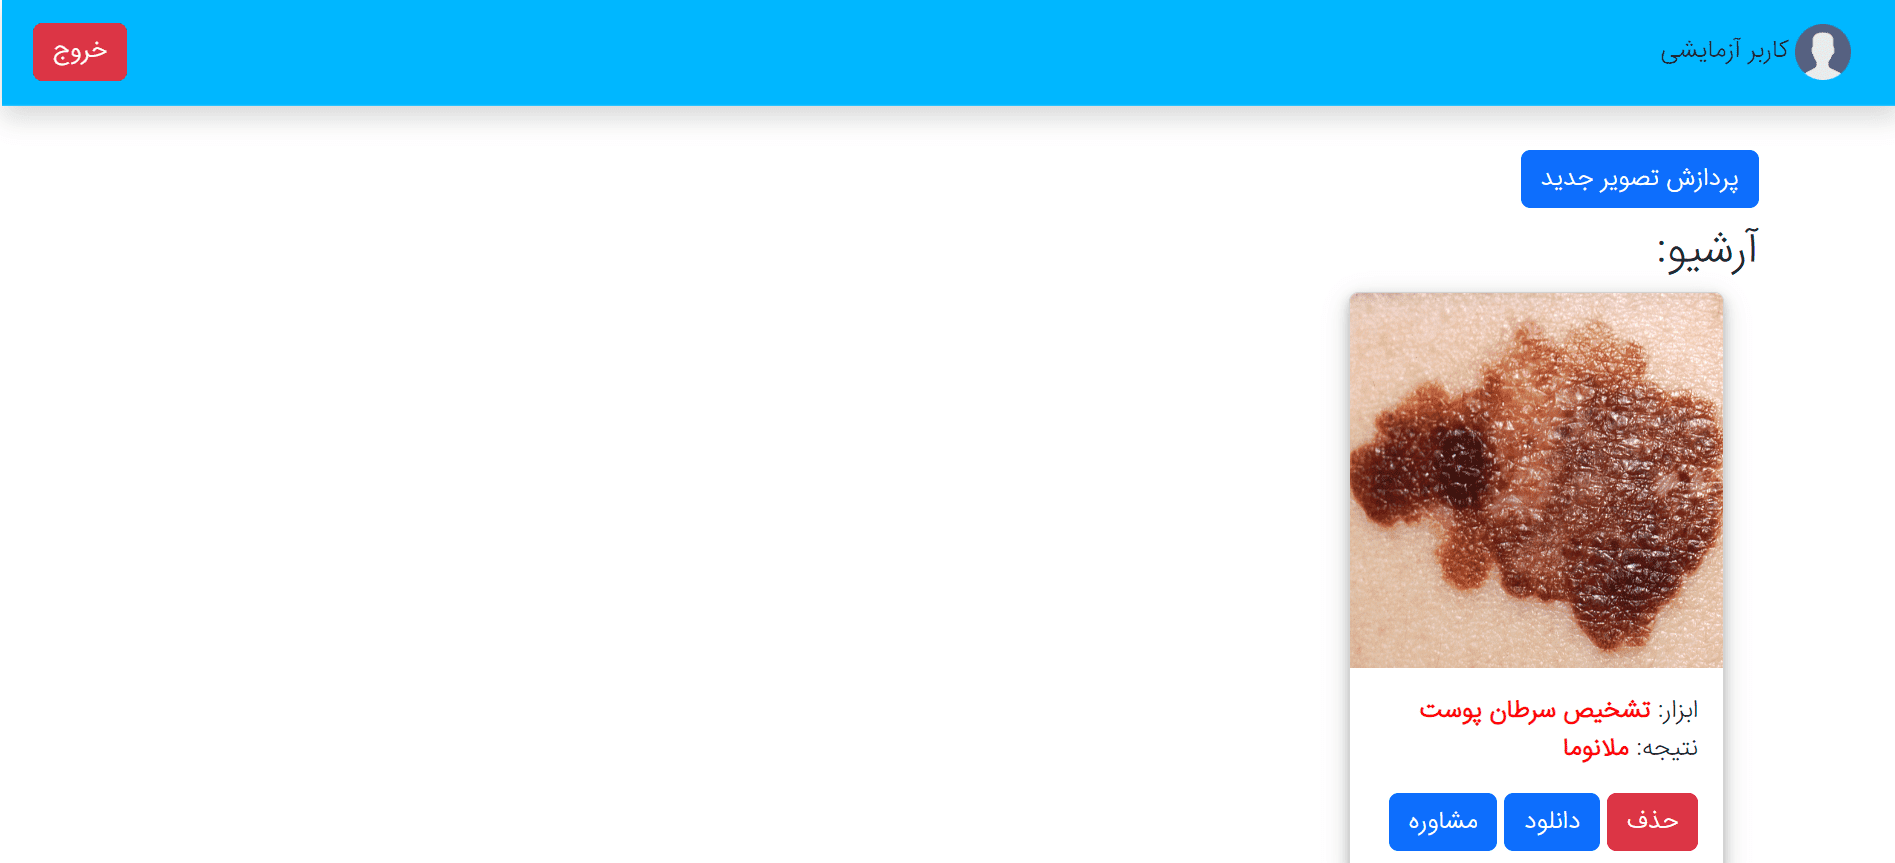 کاربر آزمایشی
خروج
پردازش تصویر جدید
آرشیو:
ابزار: تشخیص سرطان پوست
نتیجه: ملانوما
حذف دانلود مشاوره